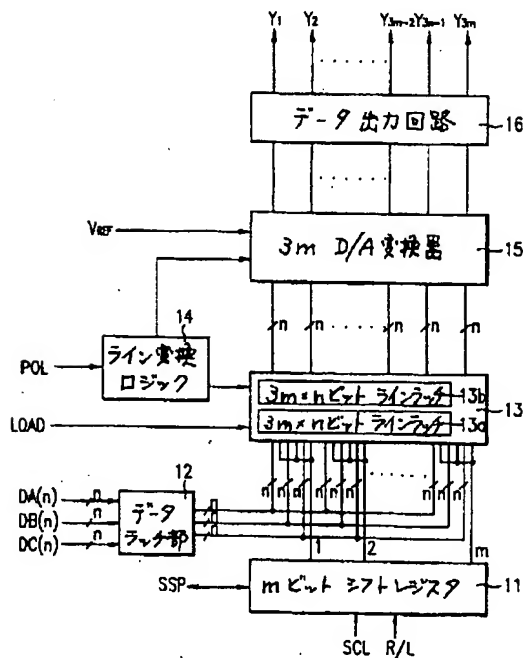 Y1 Y2 Y3m-2 Y3m-1 Y3m
データ出力回路
16
VREF
3m D/A変換器
15
n n n n n
14
POL
ライン変換
ロジック
3m×nビット ラインラッチ
13b
13
LOAD
3m×nビット ラインラッチ
13a
n n n n n n n n n
DA(n) n
12
DB(n) n
データ
ラッチ部
n
n
n
DC(n) n
1 2 m
SSP
mビット シフトレジスタ
11
SCL R/L